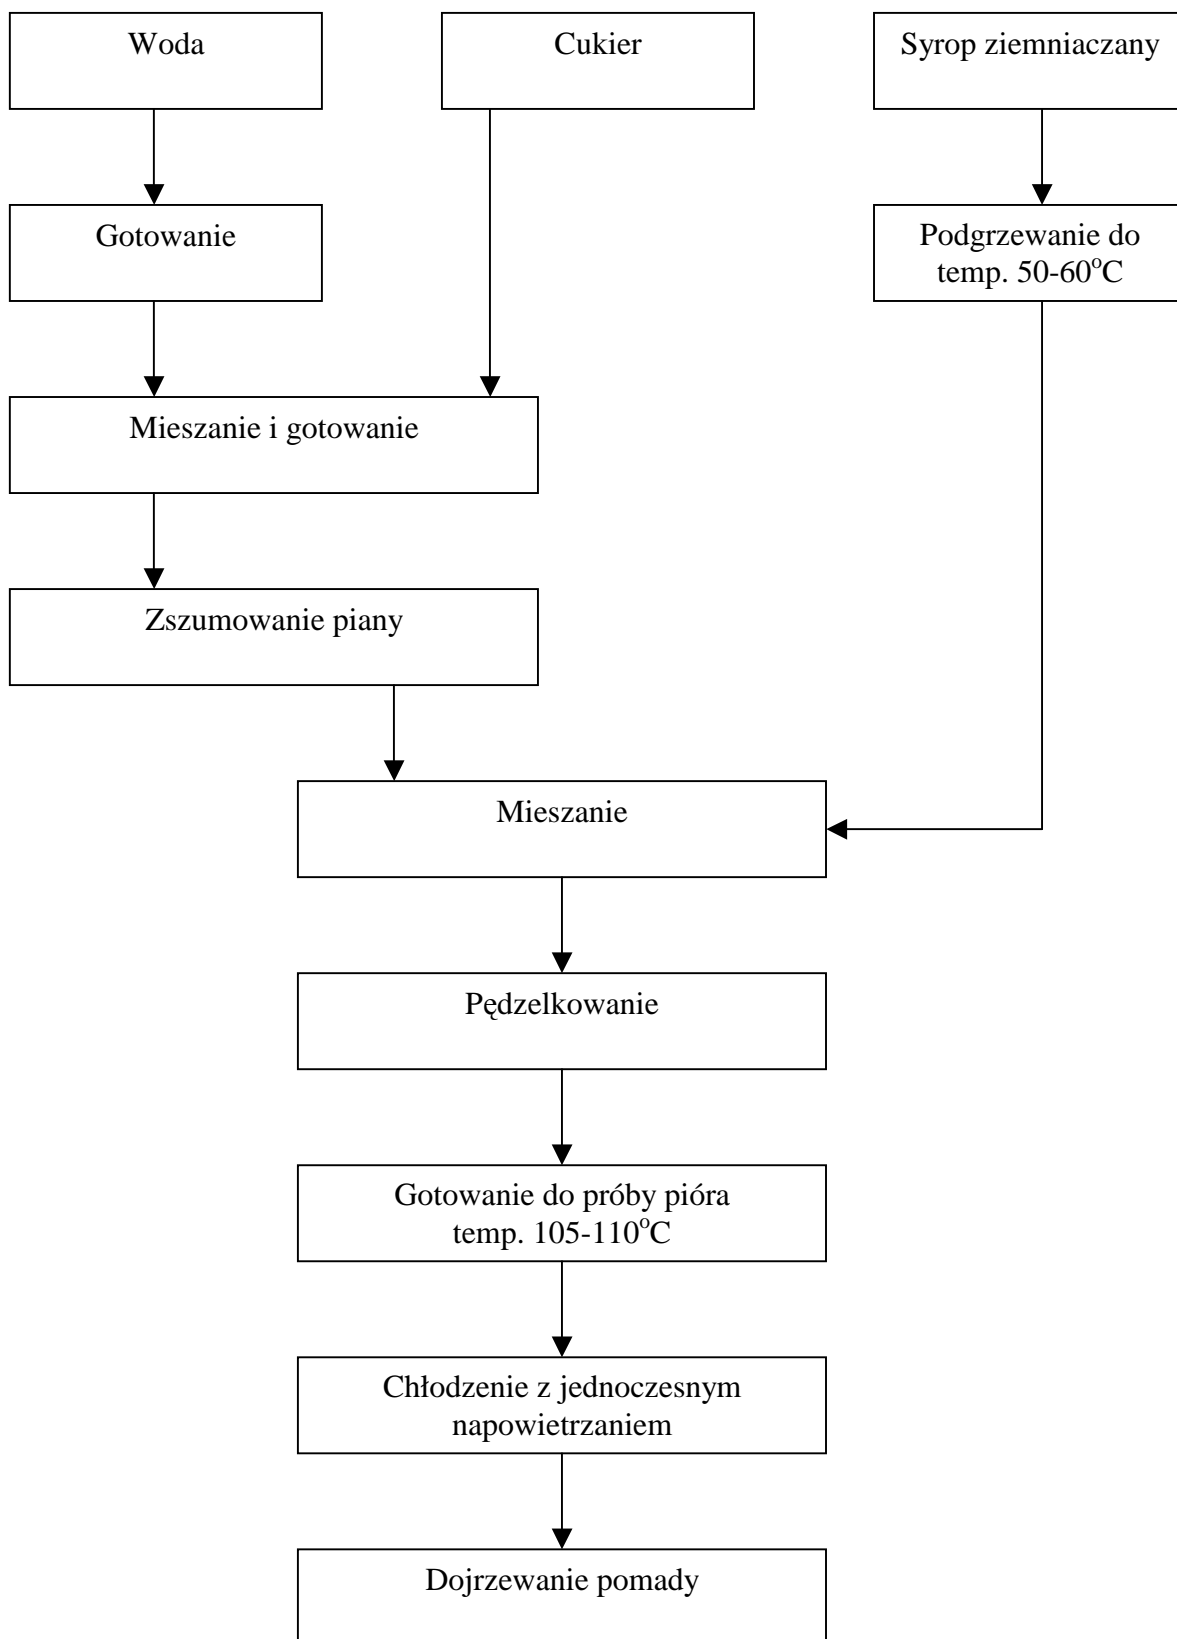 Woda
Cukier
Syrop ziemniaczany
Gotowanie
Podgrzewanie do
temp. 50-60°C
Mieszanie i gotowanie
Zszumowanie piany
Mieszanie
Pędzelkowanie
Gotowanie do próby pióra
temp. 105-110°C
Chłodzenie z jednoczesnym
napowietrzaniem
Dojrzewanie pomady